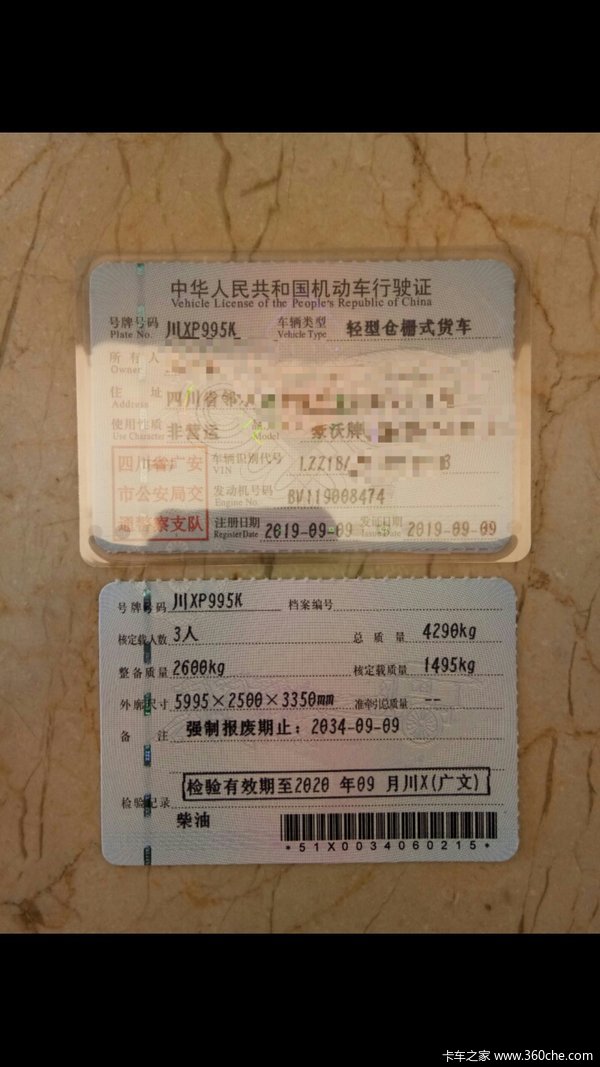 中华人民共和国机动车行驶证
Vehicle License of the People's Republic of China
号牌号码 川XP995K 车辆类型 轻型仓栅式货车
Plate No. Vehicle Type
所有人
Owner
住址 四川省邻
Address
使用性质 非营运 豪沃牌
Use Character Model
四川省广安 车辆识别代号 LZZ1B B
VIN
市公安局交 发动机号码 BV119008474
Engine No.
通警察支队 注册日期 2019-09-09 发证日期 2019-09-09
Register Date Issue Date
号牌号码 川XP995K 档案编号
核定载人数 3人 总质量 4290kg
整备质量 2600kg 核定载质量 1495kg
外廓尺寸 5995×2500×3350mm 准牵引总质量 --
备注 强制报废期止：2034-09-09
检验有效期至2020 年09 月川X(广文)
检验记录
柴油
*51X0034060215*
卡车之家 www.360che.com